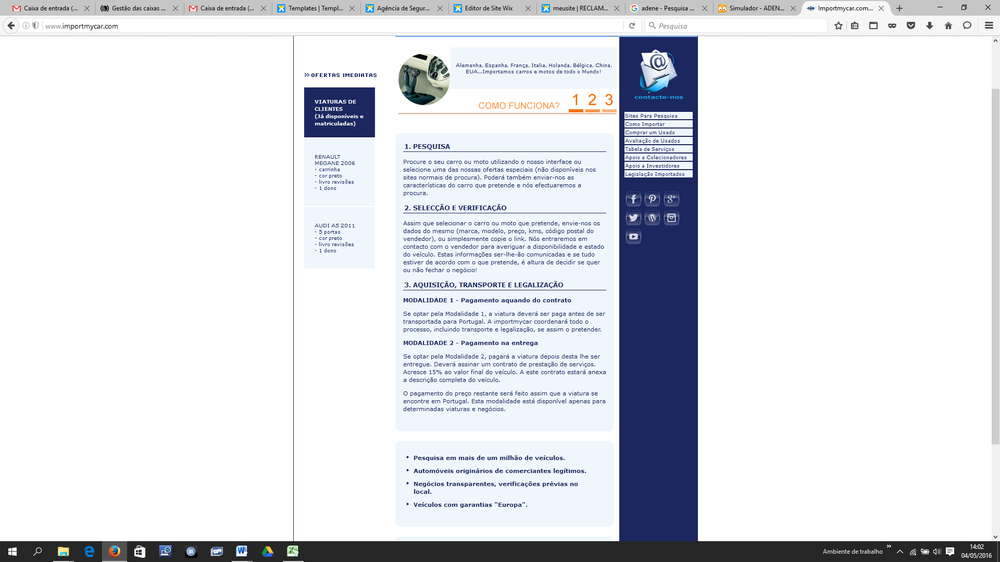 Caixa de entrada (...
Gestão das caixas ...
Caixa de entrada (...
Templates | Templ...
Agência de Segur...
Editor de Site Wix
meusite | RECLAM...
adene - Pesquisa ...
Simulador - ADEN...
Importmycar.com...
www.importmycar.com
Pesquisa
OFERTAS IMEDIATAS
VIATURAS DE
CLIENTES
(Já disponíveis e
matriculadas)
RENAULT
MEGANE 2006
- carrinha
- cor preto
- livro revisões
- 1 dono
AUDI A5 2011
- 5 portas
- cor preto
- livro revisões
- 1 dono
Alemanha, Espanha, França, Italia, Holanda, Bélgica, China,
EUA...Importamos carros e motos de todo o Mundo!
COMO FUNCIONA? 1 2 3
1. PESQUISA
Procure o seu carro ou moto utilizando o nosso interface ou
selecione uma das nossas ofertas especiais (não disponíveis nos
sites normais de procura). Poderá também enviar-nos as
características do carro que pretende e nós efectuaremos a
procura.
2. SELECÇÃO E VERIFICAÇÃO
Assim que selecionar o carro ou moto que pretende, envie-nos os
dados do mesmo (marca, modelo, preço, kms, código postal do
vendedor), ou simplesmente copie o link. Nós entraremos em
contacto com o vendedor para averiguar a disponibilidade e estado
do veículo. Estas informações ser-lhe-ão comunicadas e se tudo
estiver de acordo com o que pretende, é altura de decidir se quer
ou não fechar o negócio!
3. AQUISIÇÃO, TRANSPORTE E LEGALIZAÇÃO
MODALIDADE 1 - Pagamento aquando do contrato
Se optar pela Modalidade 1, a viatura deverá ser paga antes de ser
transportada para Portugal. A importmycar coordenará todo o
processo, incluindo transporte e legalização, se assim o pretender.
MODALIDADE 2 - Pagamento na entrega
Se optar pela Modalidade 2, pagará a viatura depois desta lhe ser
entregue. Deverá assinar um contrato de prestação de serviços.
Acresce 15% ao valor final do veículo. A este contrato estará anexa
a descrição completa do veículo.
O pagamento do preço restante será feito assim que a viatura se
encontre em Portugal. Esta modalidade está disponível apenas para
determinadas viaturas e negócios.
Pesquisa em mais de um milhão de veículos.
Automóveis originários de comerciantes legítimos.
Negócios transparentes, verificações prévias no
local.
Veículos com garantias "Europa".
contacte-nos
Sites Para Pesquisa
Como Importar
Comprar um Usado
Avaliação de Usados
Tabela de Serviços
Apoio a Colecionadores
Apoio a Investidores
Legislação Importados
Ambiente de trabalho
14:02
04/05/2016